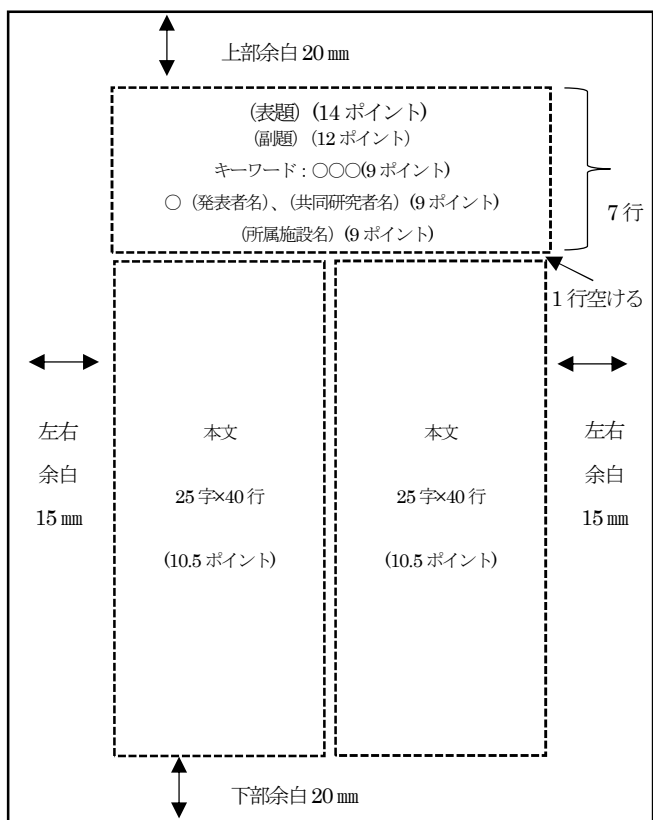 上部余白 20 ㎜
(表題) (14 ポイント)
(副題) (12 ポイント)
キーワード：○○○(9 ポイント)
○ (発表者名)、(共同研究者名) (9 ポイント)
(所属施設名) (9 ポイント)
7 行
1 行空ける
左右
余白
15 ㎜
本文
25 字×40 行
(10.5 ポイント)
本文
25 字×40 行
(10.5 ポイント)
左右
余白
15 ㎜
下部余白 20 ㎜